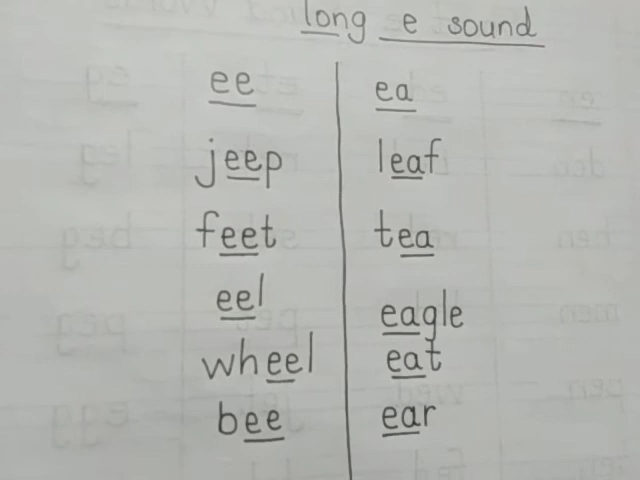 long e sound
ee ea
jeep leaf
feet tea
eel eagle
wheel eat
bee ear